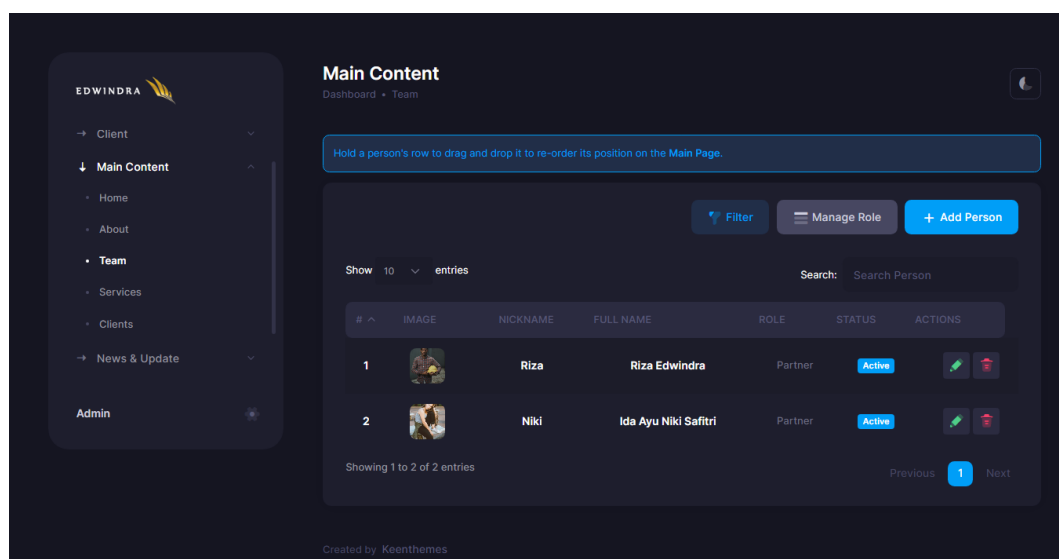 EDWINDRA
Client
Main Content
Home
About
Team
Services
Clients
News & Update
Admin
Main Content
Dashboard • Team
Hold a person's row to drag and drop it to re-order its position on the Main Page.
Filter
Manage Role
+ Add Person
Show 10 entries
Search: Search Person
# IMAGE NICKNAME FULL NAME ROLE STATUS ACTIONS
1 Riza Riza Edwindra Partner Active
2 Niki Ida Ayu Niki Safitri Partner Active
Showing 1 to 2 of 2 entries
Previous 1 Next
Created by Keenthemes